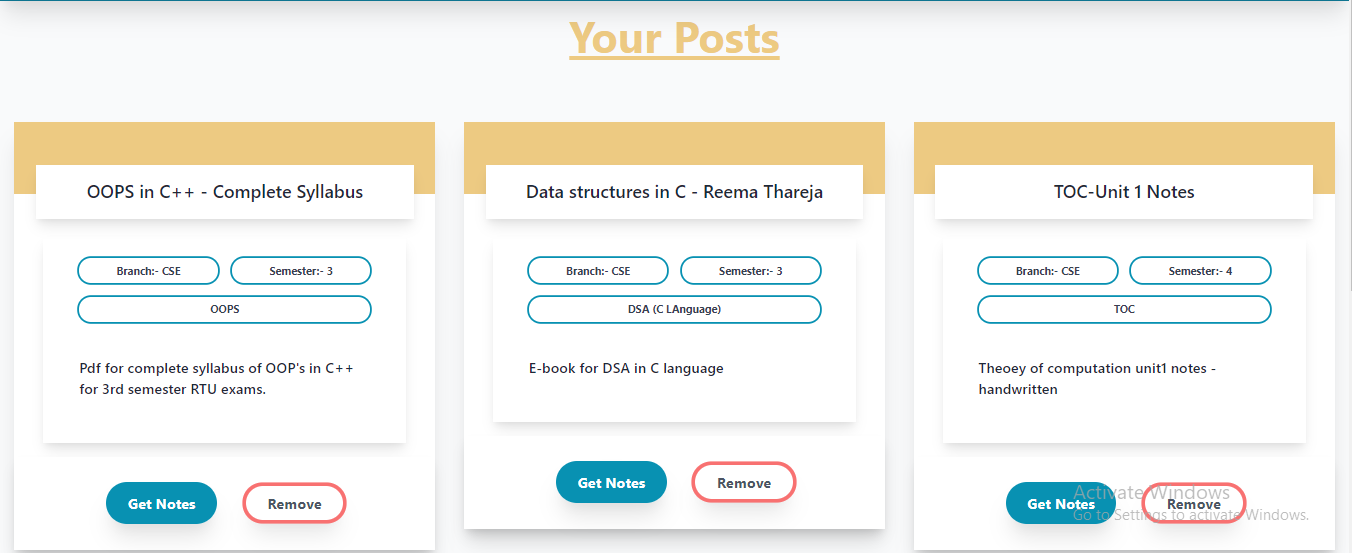 Your Posts
OOPS in C++ - Complete Syllabus
Branch:- CSE
Semester:- 3
OOPS
Pdf for complete syllabus of OOP's in C++
for 3rd semester RTU exams.
Get Notes
Remove
Data structures in C - Reema Thareja
Branch:- CSE
Semester:- 3
DSA (C LAnguage)
E-book for DSA in C language
Get Notes
Remove
TOC-Unit 1 Notes
Branch:- CSE
Semester:- 4
TOC
Theoey of computation unit1 notes -
handwritten
Get Notes
Remove
Activate Windows
Go to Settings to activate Windows.